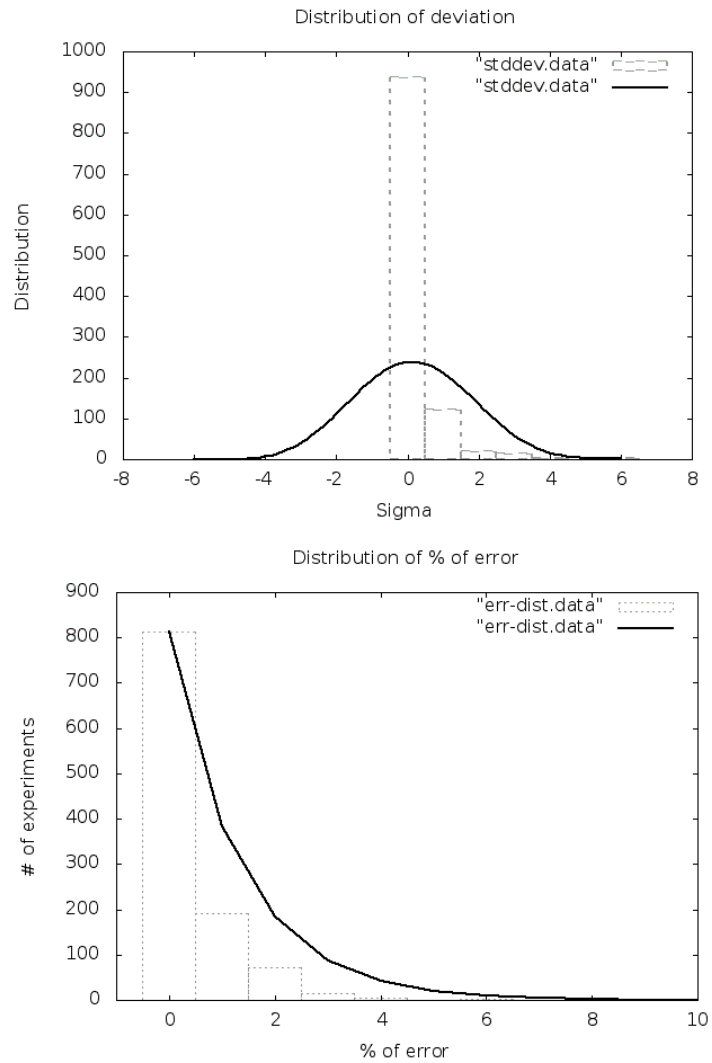 Distribution of deviation
1000
900
800
700
600
500
400
300
200
100
0
Distribution
"stddev.data"
"stddev.data"
-8 -6 -4 -2 0 2 4 6 8
Sigma
Distribution of % of error
900
800
700
600
500
400
300
200
100
0
# of experiments
"err-dist.data"
"err-dist.data"
0 2 4 6 8 10
% of error